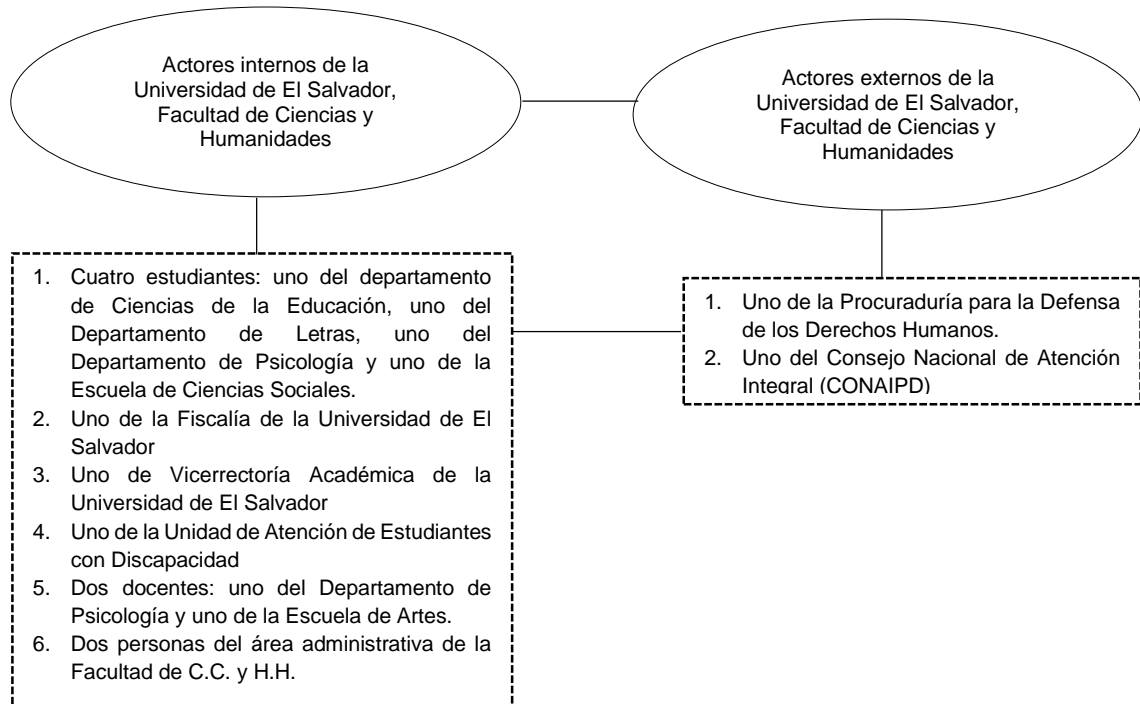 Actores internos de la
Universidad de El Salvador,
Facultad de Ciencias y
Humanidades
Actores externos de la
Universidad de El Salvador,
Facultad de Ciencias y
Humanidades
1. Cuatro estudiantes: uno del departamento
de Ciencias de la Educación, uno del
Departamento de Letras, uno del
Departamento de Psicología y uno de la
Escuela de Ciencias Sociales.
2. Uno de la Fiscalía de la Universidad de El
Salvador
3. Uno de Vicerrectoría Académica de la
Universidad de El Salvador
4. Uno de la Unidad de Atención de Estudiantes
con Discapacidad
5. Dos docentes: uno del Departamento de
Psicología y uno de la Escuela de Artes.
6. Dos personas del área administrativa de la
Facultad de C.C. y H.H.
1. Uno de la Procuraduría para la Defensa
de los Derechos Humanos.
2. Uno del Consejo Nacional de Atención
Integral (CONAIPD)